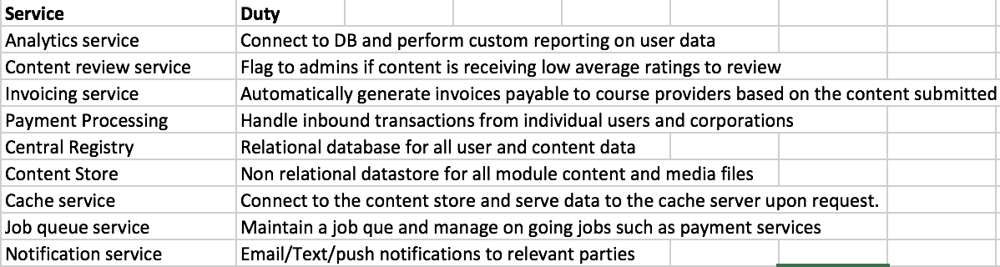 Service Duty
Analytics service Connect to DB and perform custom reporting on user data
Content review service Flag to admins if content is receiving low average ratings to review
Invoicing service Automatically generate invoices payable to course providers based on the content submitted
Payment Processing Handle inbound transactions from individual users and corporations
Central Registry Relational database for all user and content data
Content Store Non relational datastore for all module content and media files
Cache service Connect to the content store and serve data to the cache server upon request.
Job queue service Maintain a job que and manage on going jobs such as payment services
Notification service Email/Text/push notifications to relevant parties